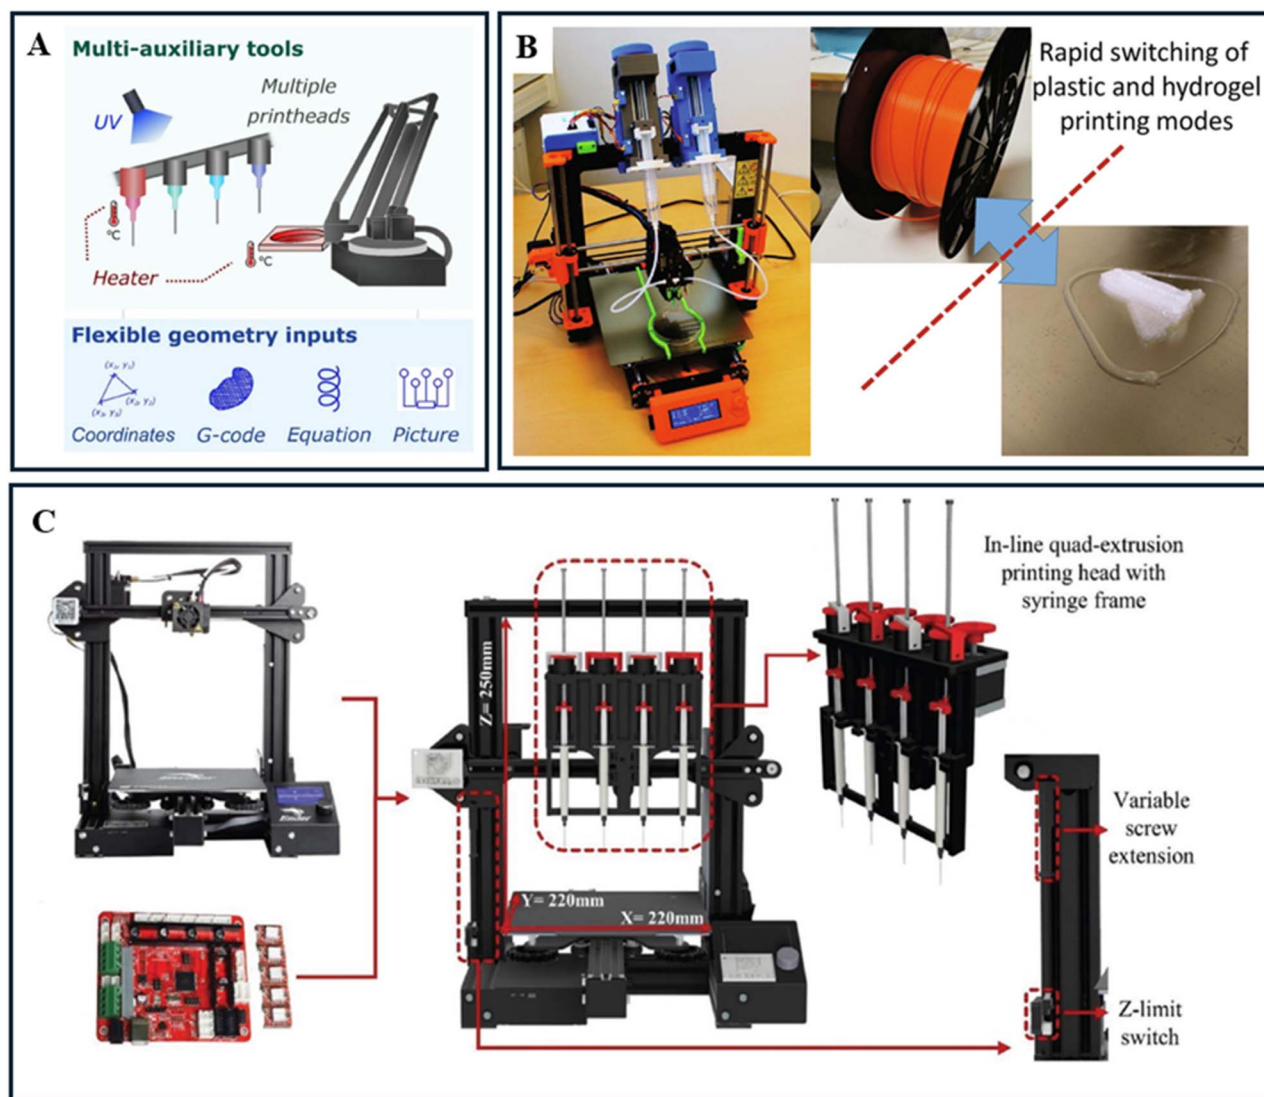 A
Multi-auxiliary tools
Multiple
printheads
UV
°C
°C
Heater
Flexible geometry inputs
Coordinates
G-code
Equation
Picture
B
Rapid switching of
plastic and hydrogel
printing modes
C
In-line quad-extrusion
printing head with
syringe frame
Z= 250mm
Y= 220mm
X= 220mm
Variable
screw
extension
Z-limit
switch
Ender